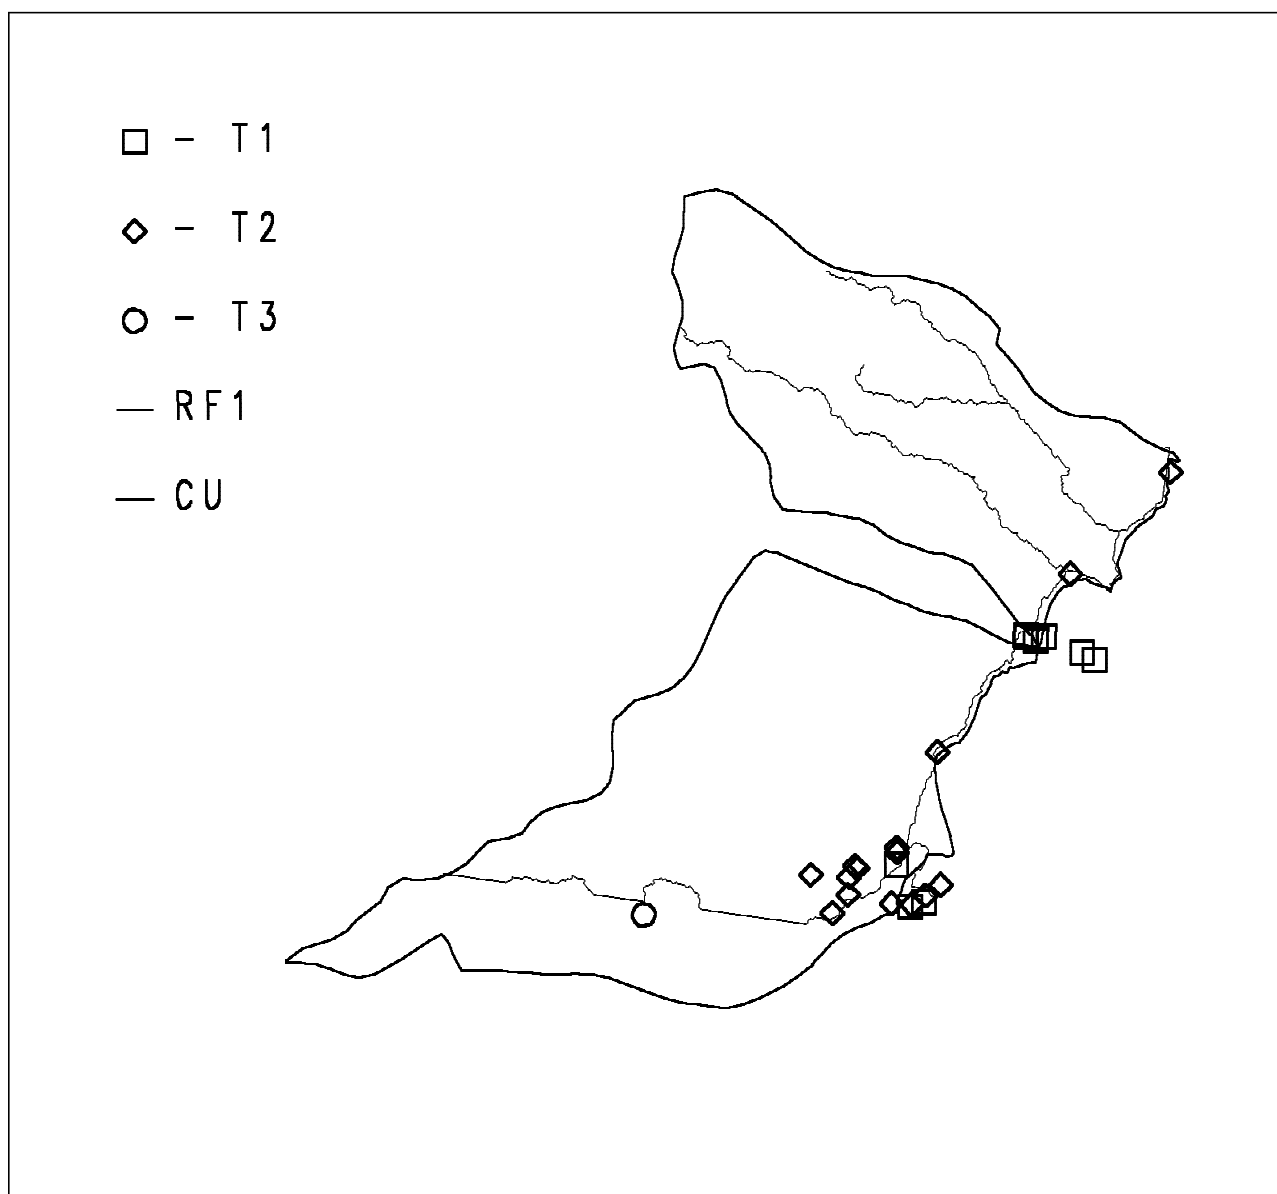 □ - T1
◇ - T2
○ - T3
— RF1
— CU